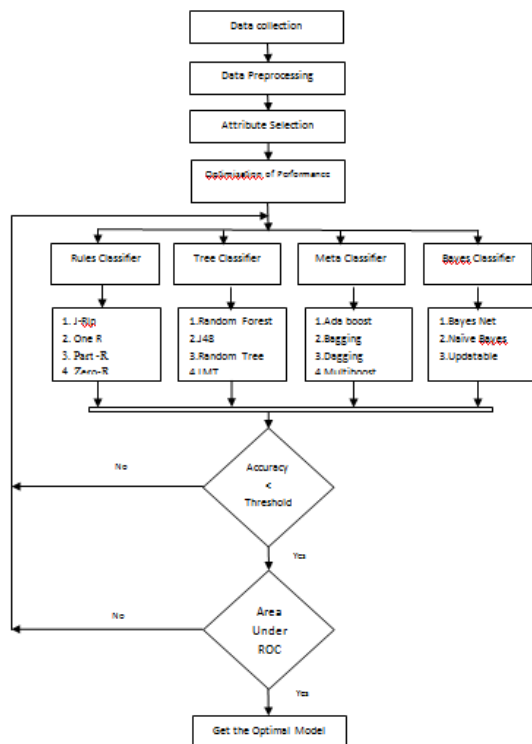 Data collection
Data Preprocessing
Attribute Selection
Optimization of Performance
Rules Classifier
Tree Classifier
Meta Classifier
Bayes Classifier
1. J-Rip
2. One R
3. Part -R
4. Zero-R
1.Random Forest
2.J48
3.Random Tree
4.LMT
1.Ada boost
2.Bagging
3.Dagging
4.Multiboost
1.Bayes Net
2.Naïve Bayes
3.Updatable
Accuracy
<
Threshold
No
Yes
Area
Under
ROC
No
Yes
Get the Optimal Model